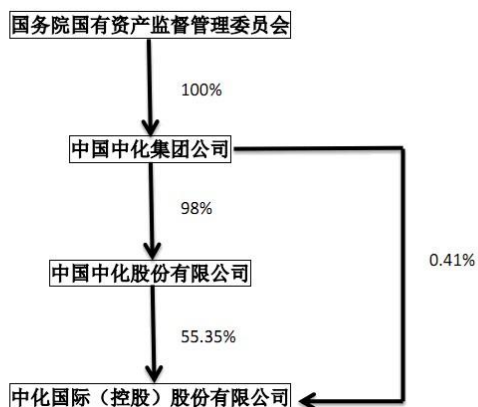 国务院国有资产监督管理委员会
100%
中国中化集团公司
98%
0.41%
中国中化股份有限公司
55.35%
中化国际（控股）股份有限公司